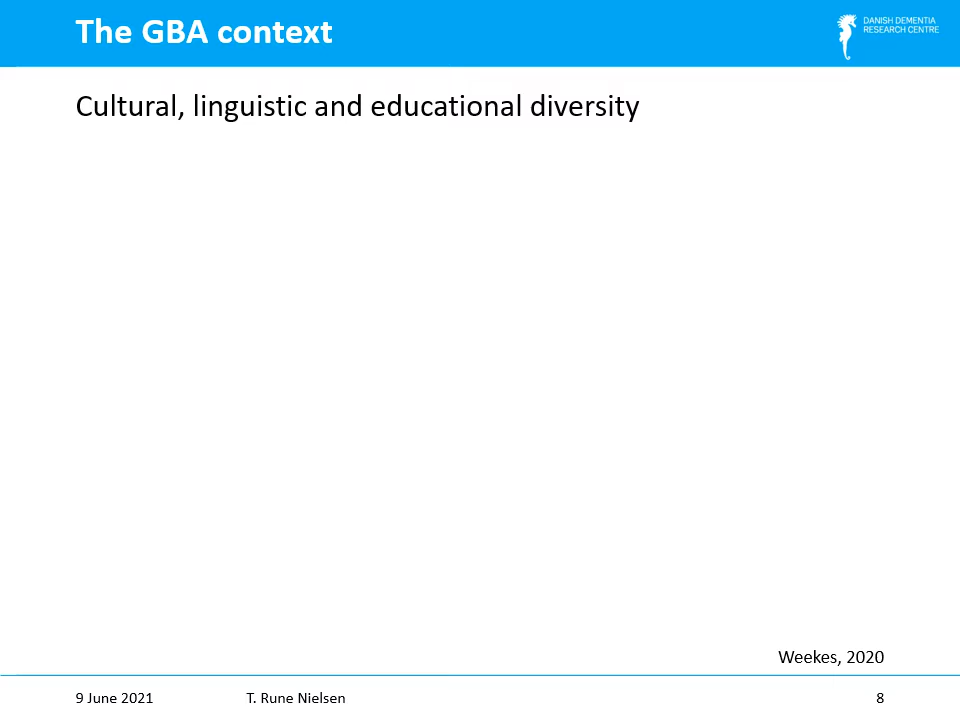 The GBA context
DANISH DEMENTIA
RESEARCH CENTRE
Cultural, linguistic and educational diversity
Weekes, 2020
9 June 2021 T. Rune Nielsen 8